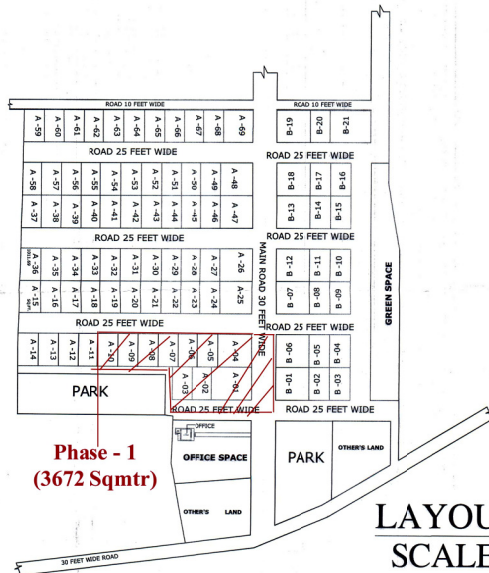 ROAD 10 FEET WIDE
ROAD 10 FEET WIDE
A -59
A -60
A -61
A -62
A -63
A -64
A -65
A -66
A -67
A -68
A -69
B -19
B -20
B -21
ROAD 25 FEET WIDE
ROAD 25 FEET WIDE
A -58
A -57
A -56
A -55
A -54
A -53
A -52
A -51
A -50
A -49
A -48
B -18
B -17
B -16
A -37
A -38
A -39
A -40
A -41
A -42
A -43
A -44
A -45
A -46
A -47
B -13
B -14
B -15
ROAD 25 FEET WIDE
ROAD 25 FEET WIDE
MAIN ROAD 30 FEET WIDE
GREEN SPACE
A -36
A -35
A -34
A -33
A -32
A -31
A -30
A -29
A -28
A -27
A -26
B -12
B -11
B -10
A -15
A -16
A -17
A -18
A -19
A -20
A -21
A -22
A -23
A -24
A-25
B -07
B -08
B -09
ROAD 25 FEET WIDE
ROAD 25 FEET WIDE
A -14
A -13
A -12
A -11
A -10
A -09
A -08
A -07
A -06
A -05
A -04
B -06
B -05
B -04
A -03
A -02
A -01
B -01
B -02
B -03
PARK
ROAD 25 FEET WIDE
ROAD 25 FEET WIDE
OFFICE
Phase - 1
(3672 Sqmtr)
OFFICE SPACE
PARK
OTHER'S LAND
OTHER'S LAND
30 FEET WIDE ROAD
LAYOU
SCALE